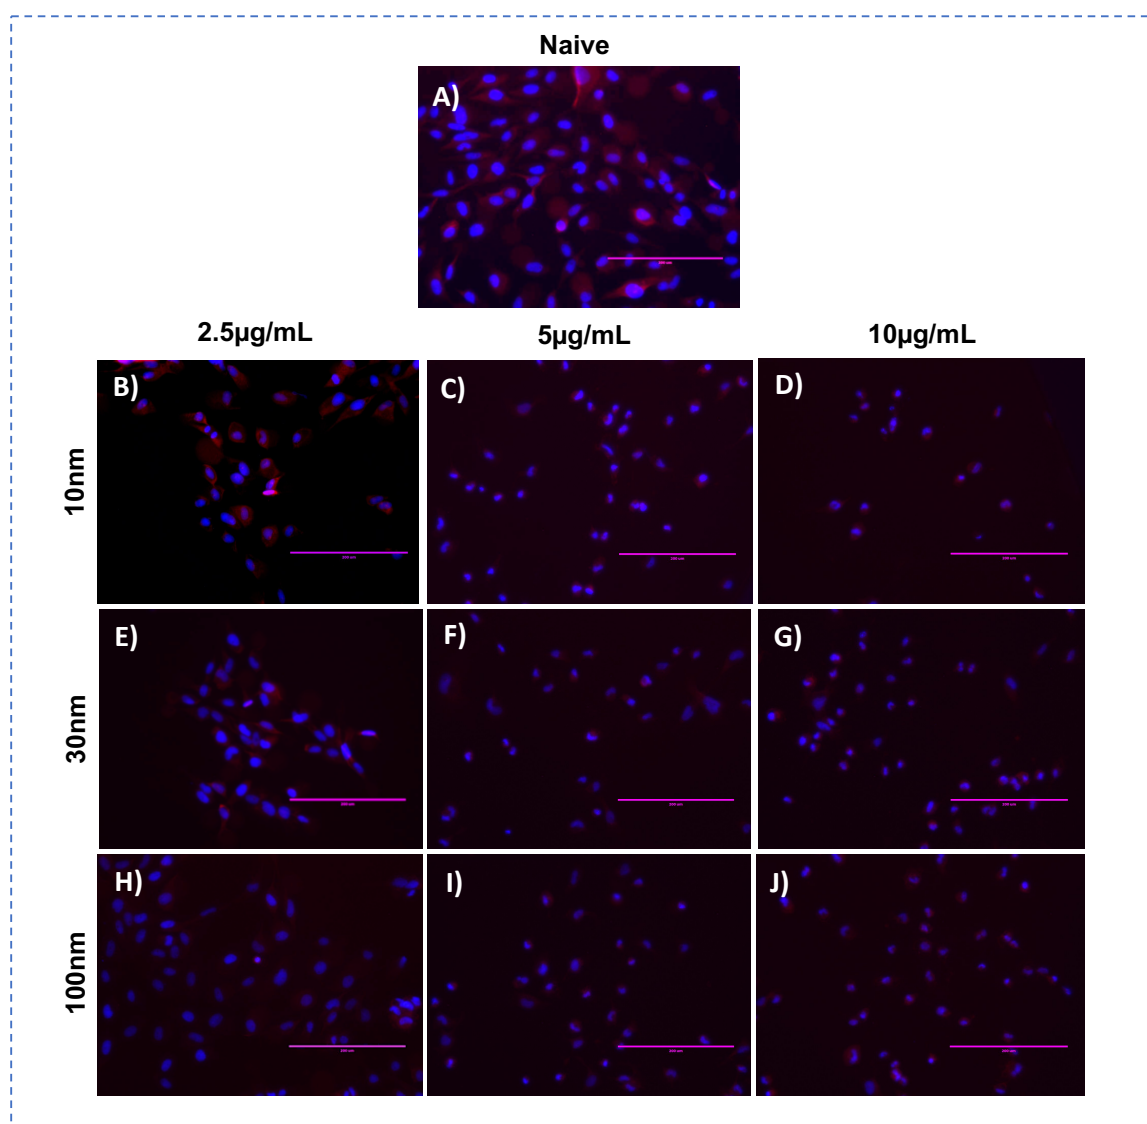 Naive
A)
2.5µg/mL
5µg/mL
10µg/mL
10nm
B)
C)
D)
30nm
E)
F)
G)
100nm
H)
I)
J)